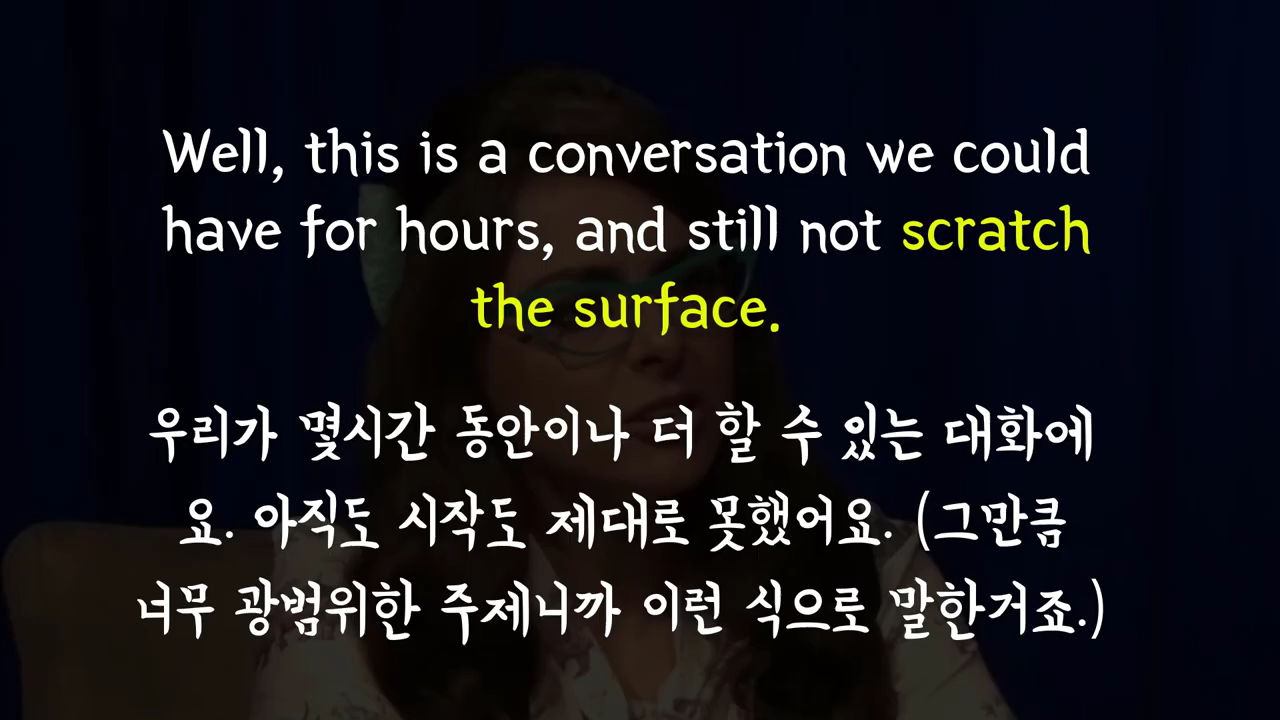 Well, this is a conversation we could
have for hours, and still not scratch
the surface.
우리가 몇시간 동안이나 더 할 수 있는 대화에
요. 아직도 시작도 제대로 못했어요. (그만큼
너무 광범위한 주제니까 이런 식으로 말한거죠.)